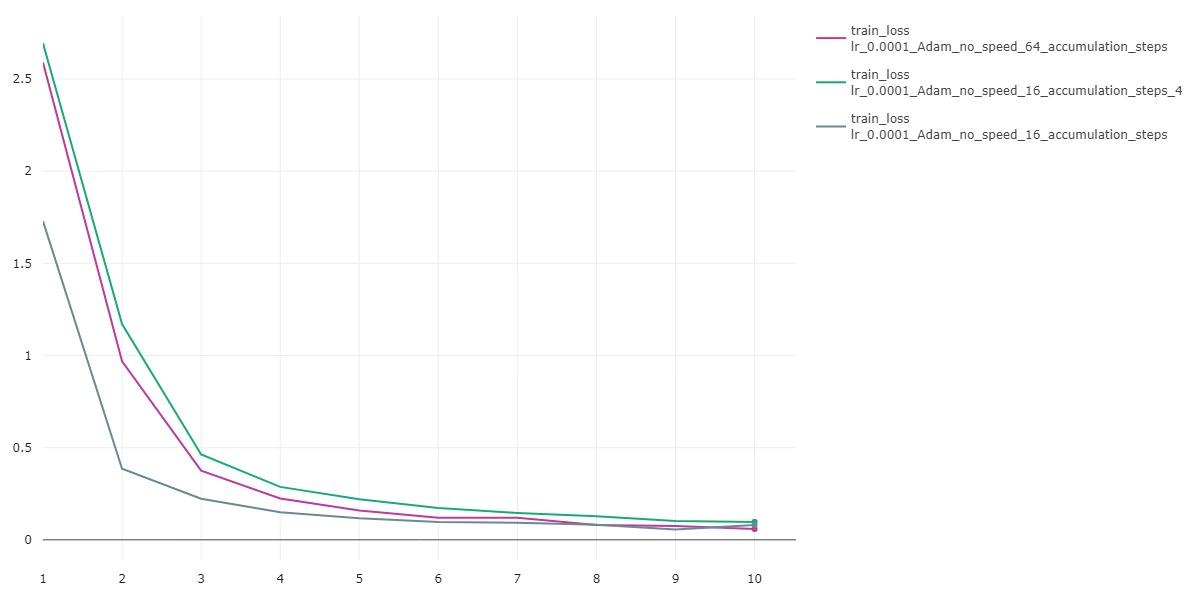 train_loss
lr_0.0001_Adam_no_speed_64_accumulation_steps
train_loss
lr_0.0001_Adam_no_speed_16_accumulation_steps_4
train_loss
lr_0.0001_Adam_no_speed_16_accumulation_steps
2.5
2
1.5
1
0.5
0
1 2 3 4 5 6 7 8 9 10